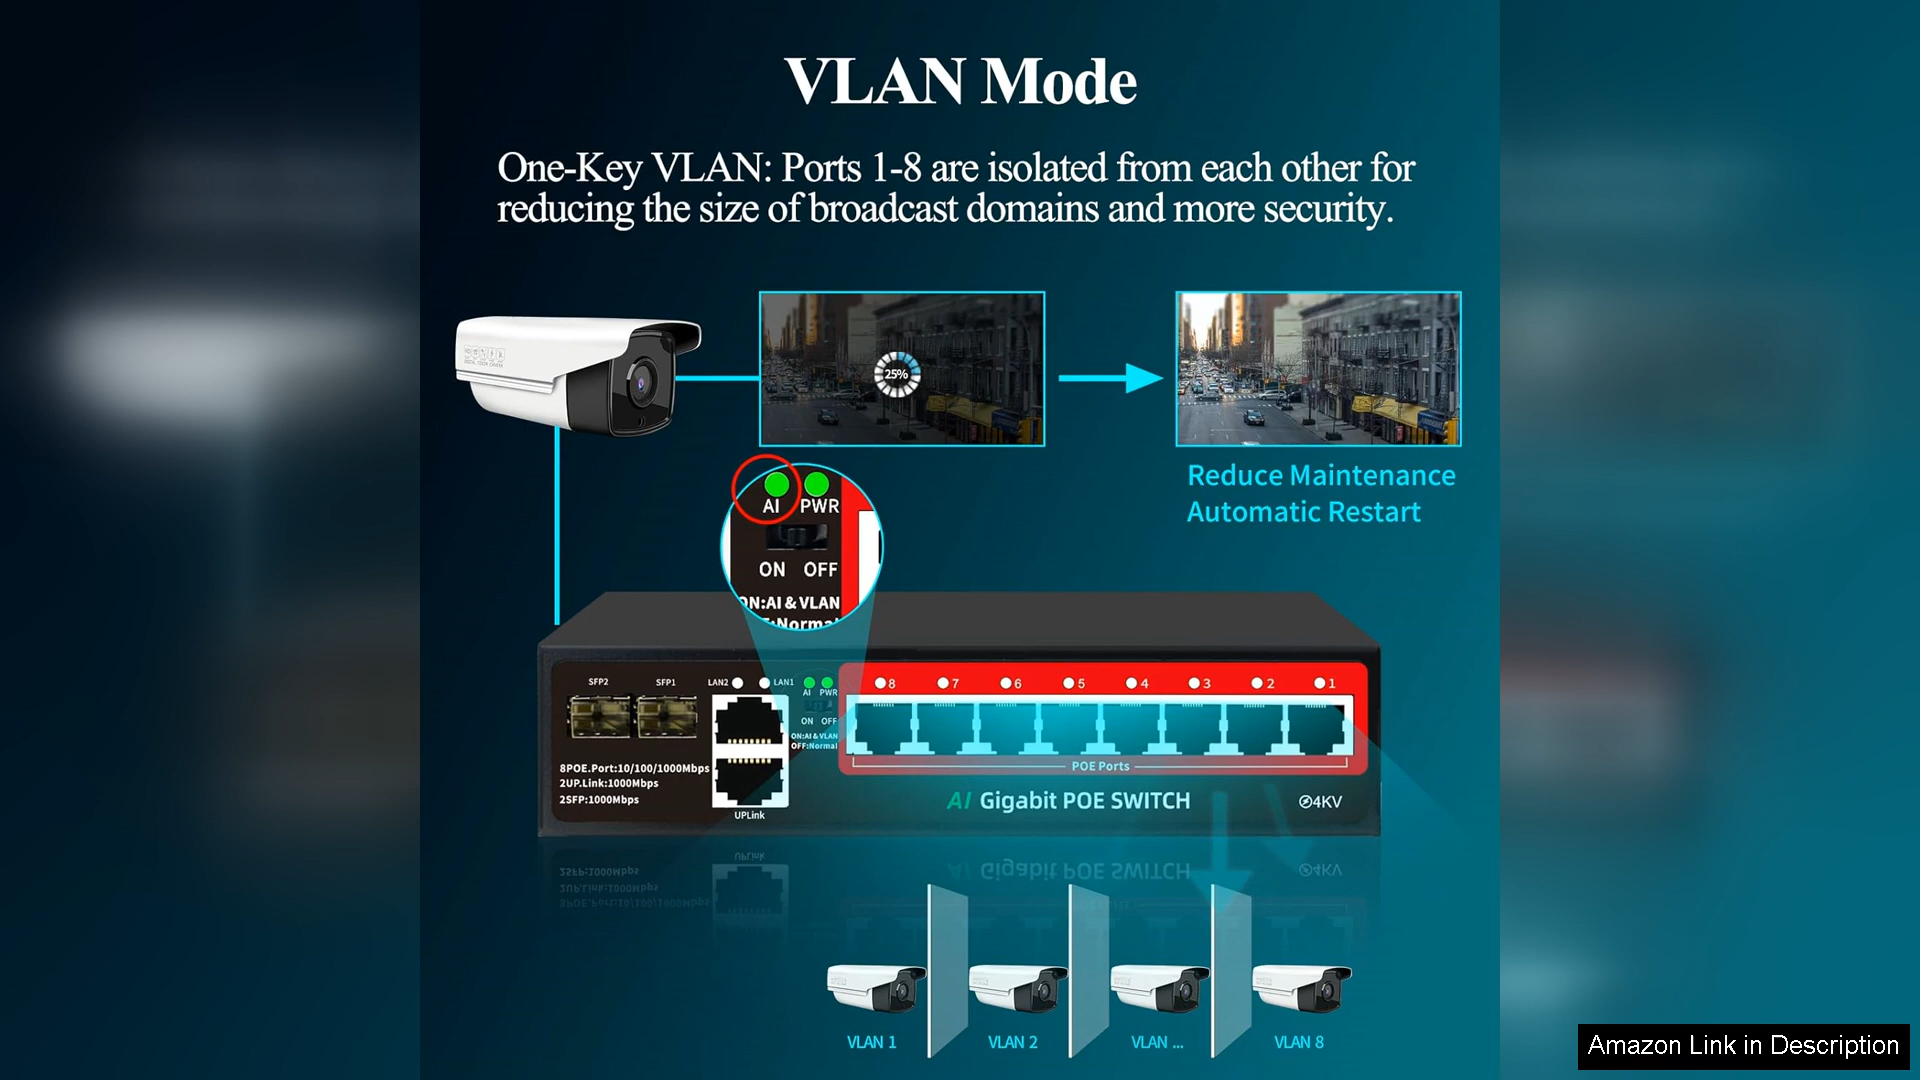 VLAN Mode
One-Key VLAN: Ports 1-8 are isolated from each other for
reducing the size of broadcast domains and more security.
25%
Reduce Maintenance
Automatic Restart
AI PWR
ON OFF
ON:AI & VLAN
F:Normal
SFP2 SFP1 LAN2 LAN1
AI PWR
ON OFF
ON:AI & VLAN
OFF:Normal
8 7 6 5 4 3 2 1
POE Ports
8POE.Port:10/100/1000Mbps
2UP.Link:1000Mbps
2SFP:1000Mbps
UPLink
AI Gigabit POE SWITCH
4KV
VLAN 1 VLAN 2 VLAN ... VLAN 8
Amazon Link in Description